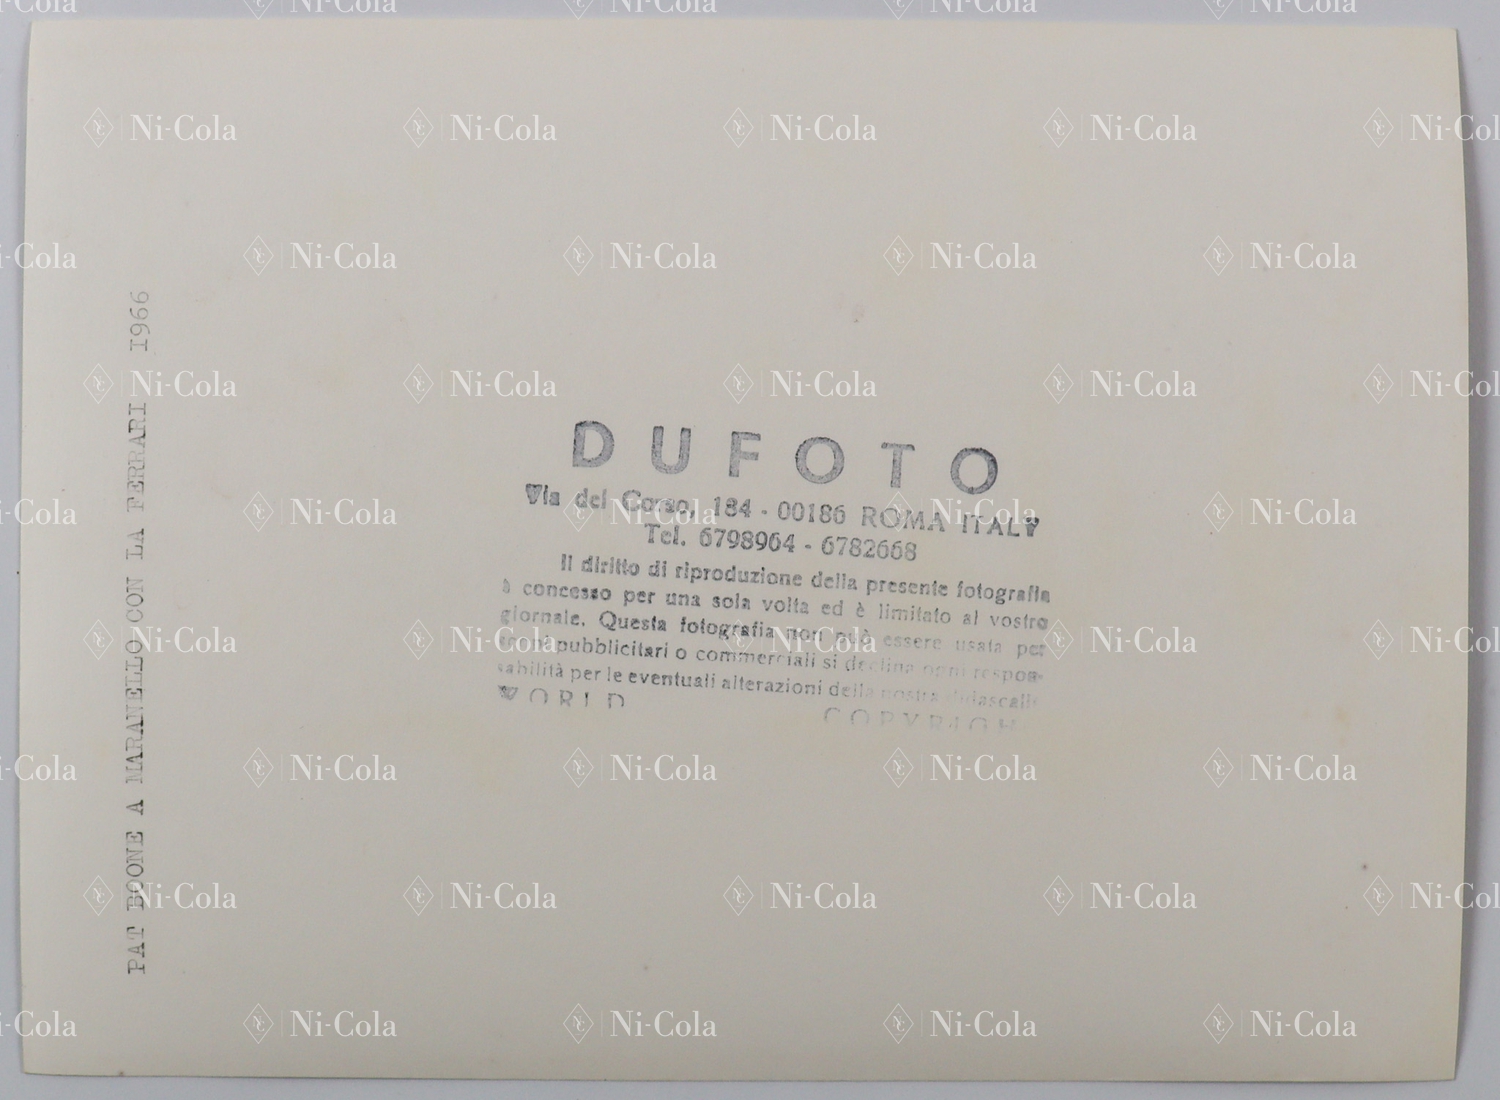 PAT BOONE A MARANELLO CON LA FERRARI 1966
DUFOTO
Via del Corso, 184 - 00186 ROMA ITALY
Tel. 6798964 - 6782668
Il diritto di riproduzione della presente fotografia
è concesso per una sola volta ed è limitato al vostro
giornale. Questa fotografia non può essere usata per
scopi pubblicitari o commerciali si declina ogni respon-
sabilità per le eventuali alterazioni della nostra didascalia
WORLD COPYRIGH
Ni-Cola